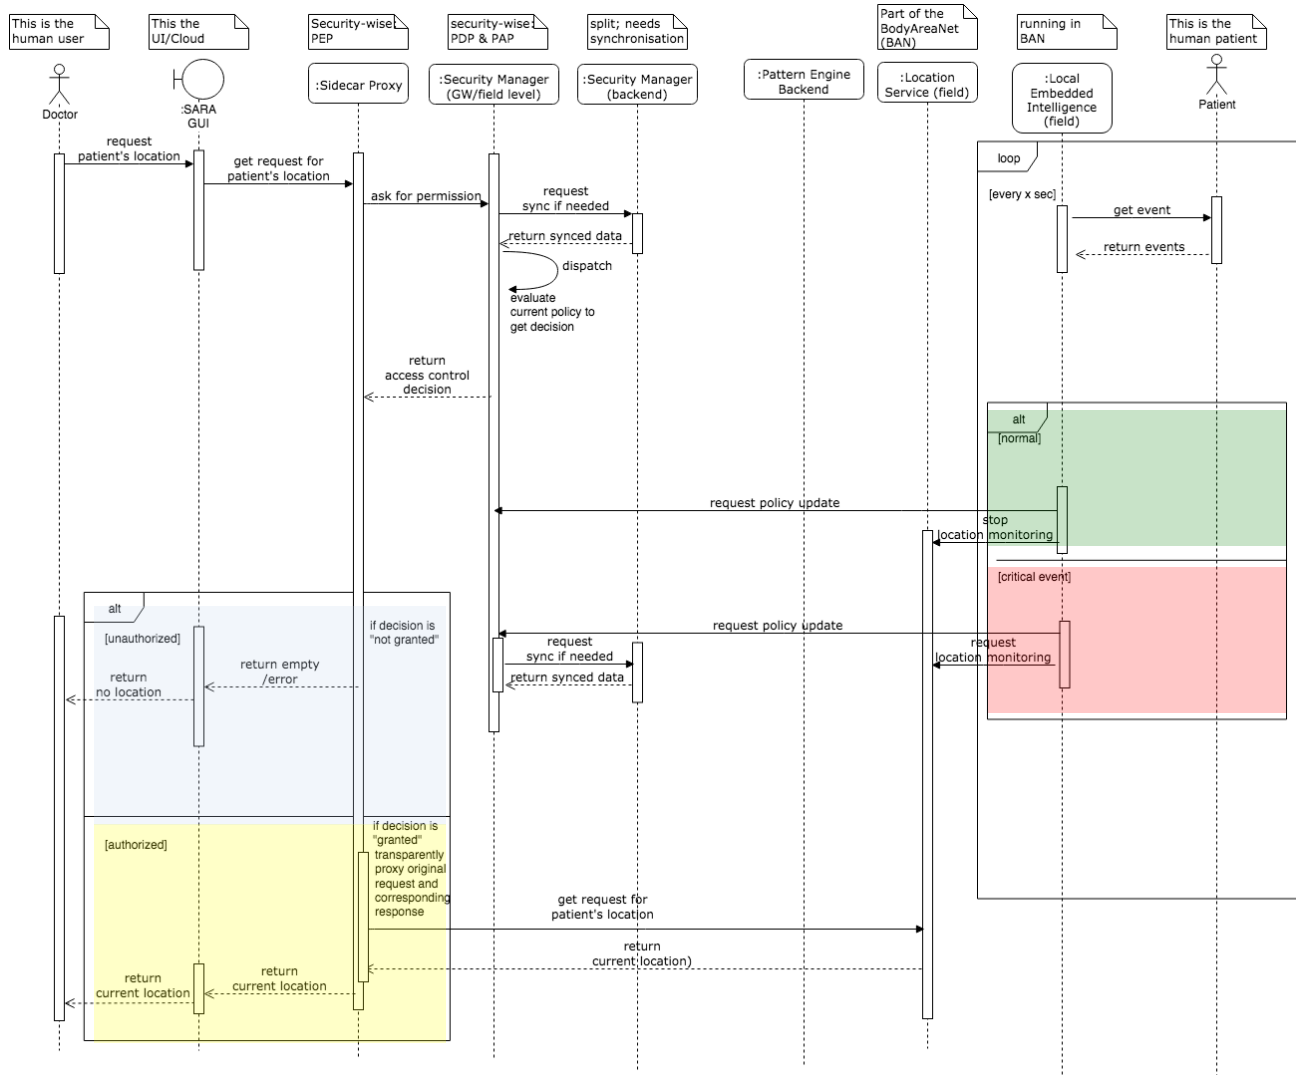 This is the
human user
This the
UI/Cloud
Security-wise:
PEP
security-wise:
PDP & PAP
split; needs
synchronisation
Part of the
BodyAreaNet
(BAN)
running in
BAN
This is the
human patient
Doctor
:SARA
GUI
:Sidecar Proxy
:Security Manager
(GW/field level)
:Security Manager
(backend)
:Pattern Engine
Backend
:Location
Service (field)
:Local
Embedded
Intelligence
(field)
Patient
request
patient's location
get request for
patient's location
ask for permission
request
sync if needed
return synced data
dispatch
evaluate
current policy to
get decision
return
access control
decision
loop
[every x sec]
get event
return events
alt
[normal]
request policy update
stop
location monitoring
[critical event]
request policy update
request
location monitoring
request
sync if needed
return synced data
alt
[unauthorized]
if decision is
"not granted"
return empty
/error
return
no location
[authorized]
if decision is
"granted"
transparently
proxy original
request and
corresponding
response
get request for
patient's location
return
current location)
return
current location
return
current location